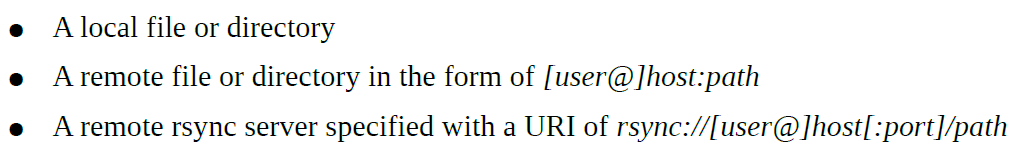 ● A local file or directory
● A remote file or directory in the form of [user@]host:path
● A remote rsync server specified with a URI of rsync://[user@]host[:port]/path